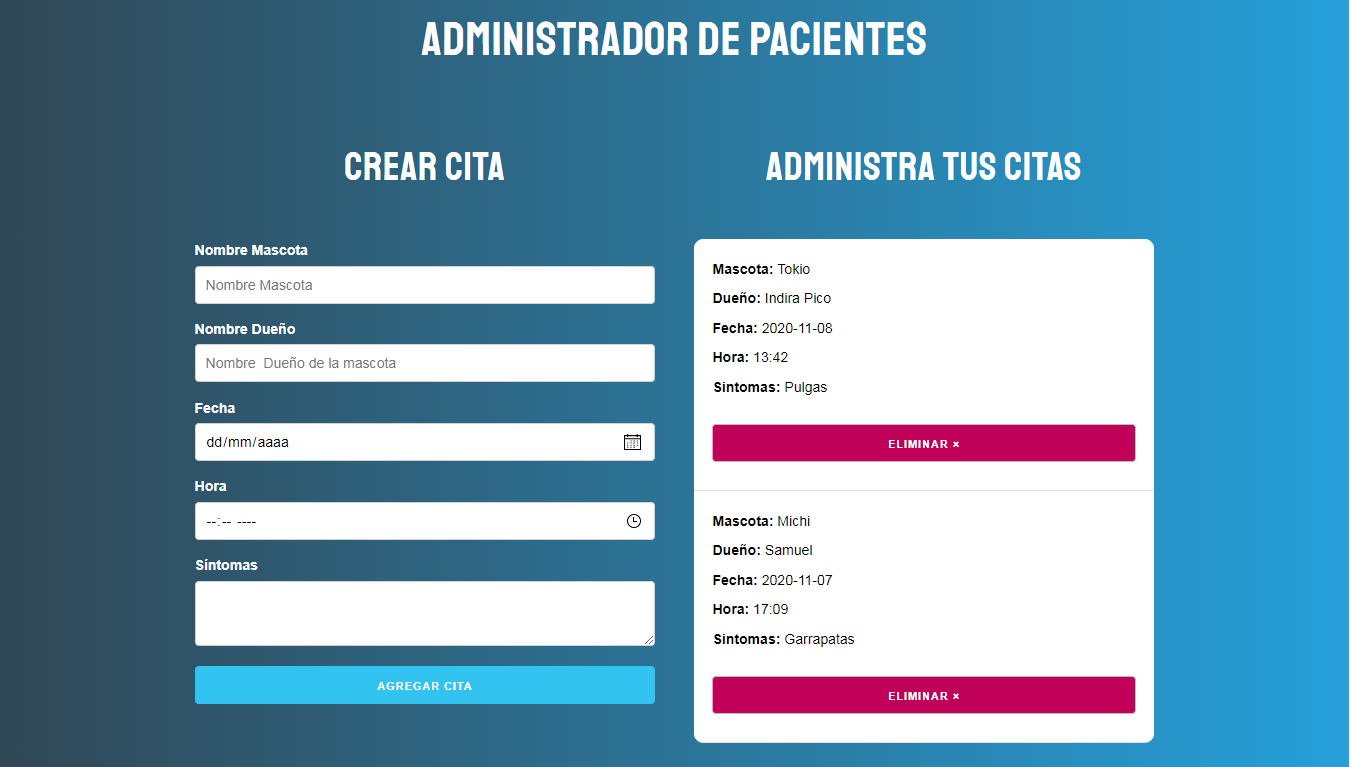 ADMINISTRADOR DE PACIENTES
CREAR CITA
Nombre Mascota
Nombre Mascota
Nombre Dueño
Nombre  Dueño de la mascota
Fecha
dd/mm/aaaa
Hora
--:-- ----
Síntomas
AGREGAR CITA
ADMINISTRA TUS CITAS
Mascota: Tokio
Dueño: Indira Pico
Fecha: 2020-11-08
Hora: 13:42
Sintomas: Pulgas
ELIMINAR ×
Mascota: Michi
Dueño: Samuel
Fecha: 2020-11-07
Hora: 17:09
Sintomas: Garrapatas
ELIMINAR ×